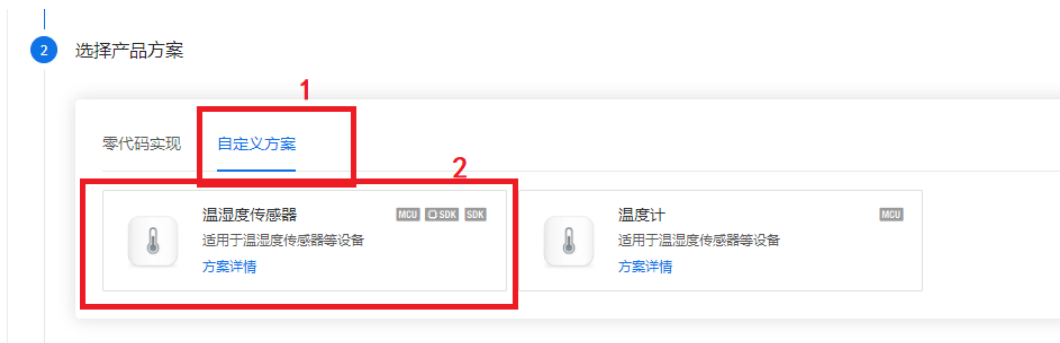 2 选择产品方案
1
零代码实现 自定义方案
2
温湿度传感器 MCU SDK SDK
适用于温湿度传感器等设备
方案详情
温度计 MCU
适用于温湿度传感器等设备
方案详情